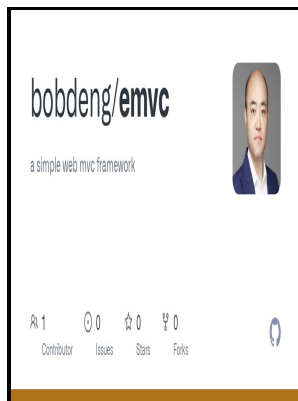 bobdeng/emvc
a simple web mvc framework
1 0 0 0
Contributor Issues Stars Forks